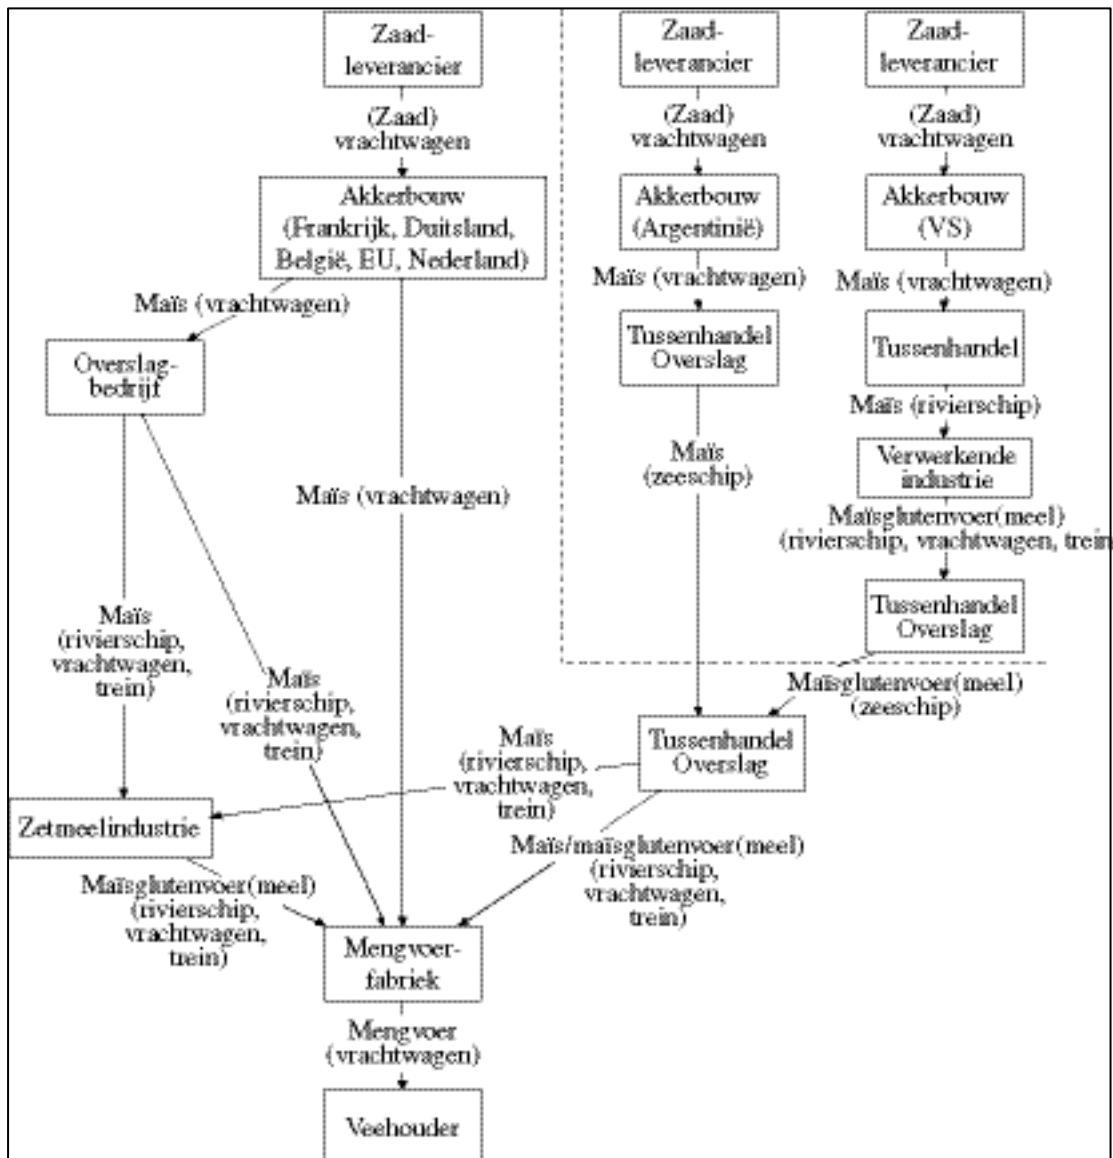 Zaad-
leverancier
Zaad-
leverancier
Zaad-
leverancier
(Zaad)
vrachtwagen
(Zaad)
vrachtwagen
(Zaad)
vrachtwagen
Akkerbouw
(Frankrijk, Duitsland,
België, EU, Nederland)
Akkerbouw
(Argentinië)
Akkerbouw
(VS)
Maïs (vrachtwagen)
Maïs (vrachtwagen)
Maïs (vrachtwagen)
Overslag-
bedrijf
Tussenhandel
Overslag
Tussenhandel
Maïs (rivierschip)
Maïs
(zeeschip)
Verwerkende
industrie
Maïs (vrachtwagen)
Maïsglutenvoer(meel)
(rivierschip, vrachtwagen, trein
Tussenhandel
Overslag
Maïs
(rivierschip,
vrachtwagen,
trein)
Maïs
(rivierschip,
vrachtwagen,
trein)
Maïsglutenvoer(meel)
(zeeschip)
Tussenhandel
Overslag
Maïs
(rivierschip,
vrachtwagen,
trein)
Zetmeelindustrie
Maïs/maïsglutenvoer(meel)
(rivierschip,
vrachtwagen,
trein)
Maïsglutenvoer(meel)
(rivierschip,
vrachtwagen,
trein)
Mengvoer-
fabriek
Mengvoer
(vrachtwagen)
Veehouder